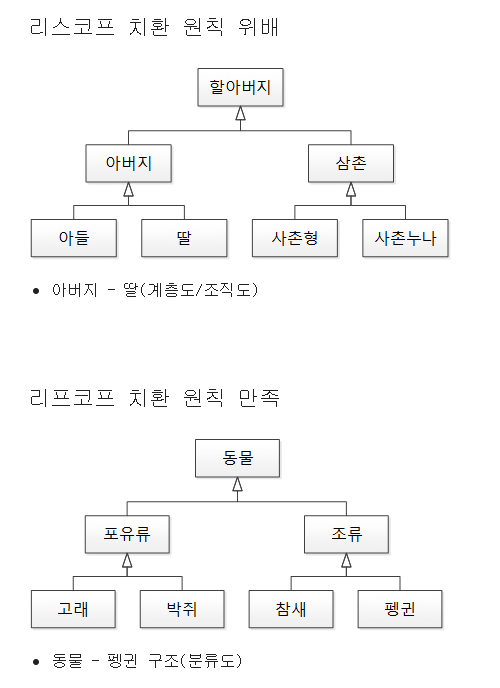 리스코프 치환 원칙 위배
할아버지
아버지 삼촌
아들 딸 사촌형 사촌누나
• 아버지 - 딸(계층도/조직도)
리프코프 치환 원칙 만족
동물
포유류 조류
고래 박쥐 참새 펭귄
• 동물 - 펭귄 구조(분류도)